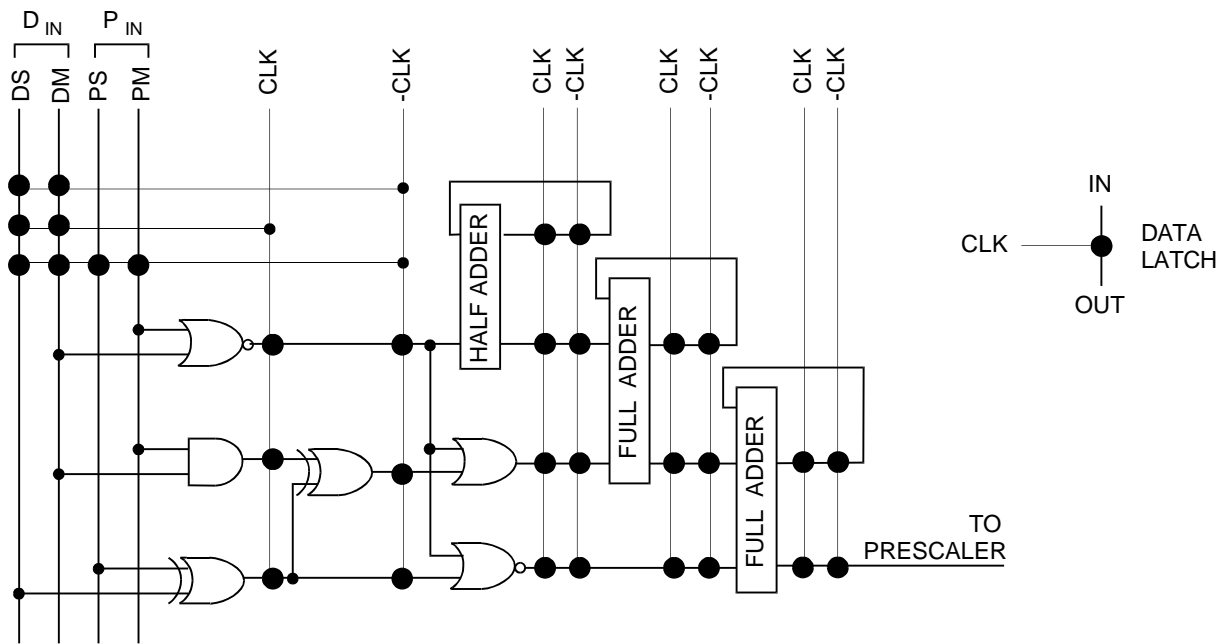 D IN
P IN
DS
DM
PS
PM
CLK
-CLK
CLK
-CLK
CLK
-CLK
CLK
-CLK
HALF ADDER
FULL ADDER
FULL ADDER
TO
PRESCALER
IN
CLK
DATA
LATCH
OUT